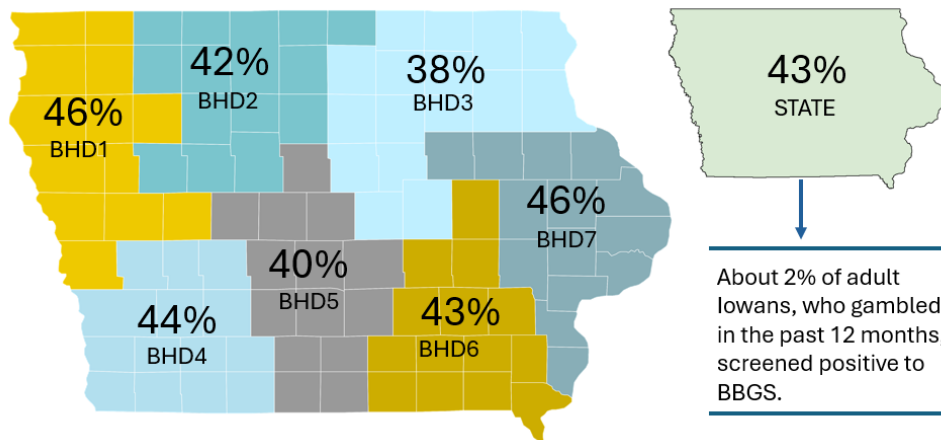 42%
BHD2
38%
BHD3
46%
BHD1
46%
BHD7
40%
BHD5
44%
BHD4
43%
BHD6
43%
STATE
About 2% of adult
Iowans, who gambled
in the past 12 months,
screened positive to
BBGS.